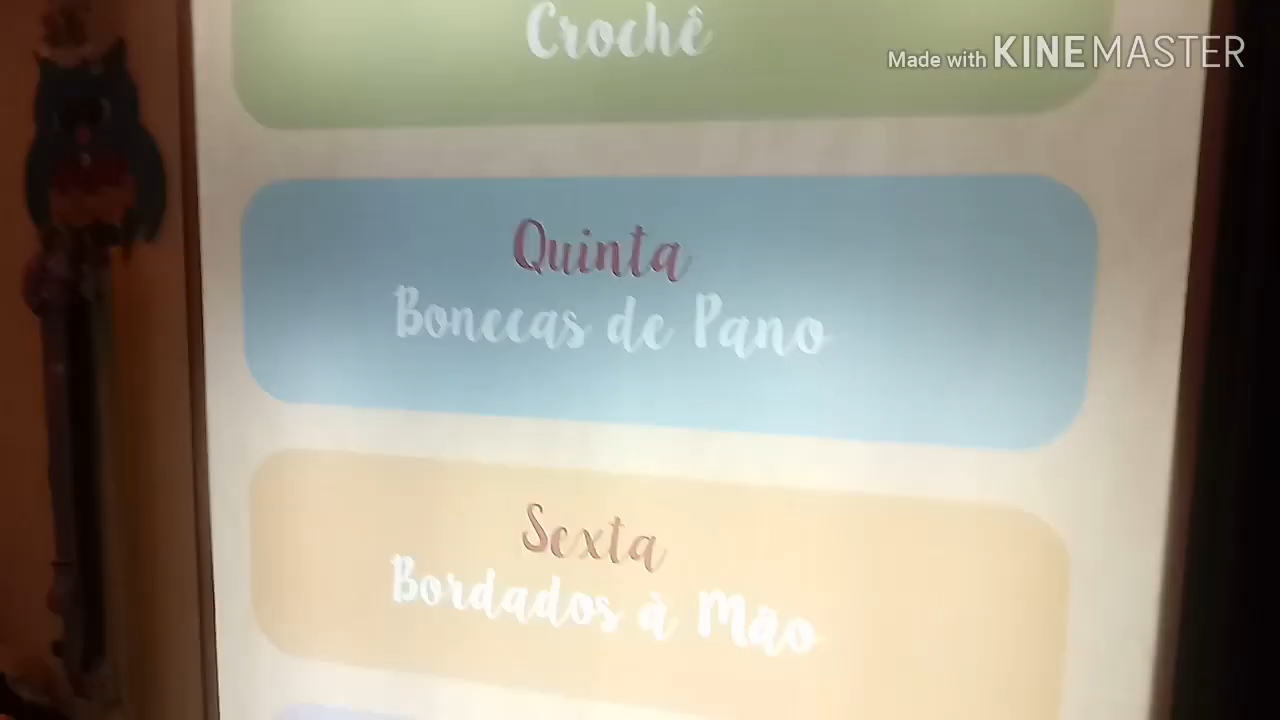 Crochê
Made with KINEMASTER
Quinta
Bonecas de Pano
Sexta
Bordados à Mão